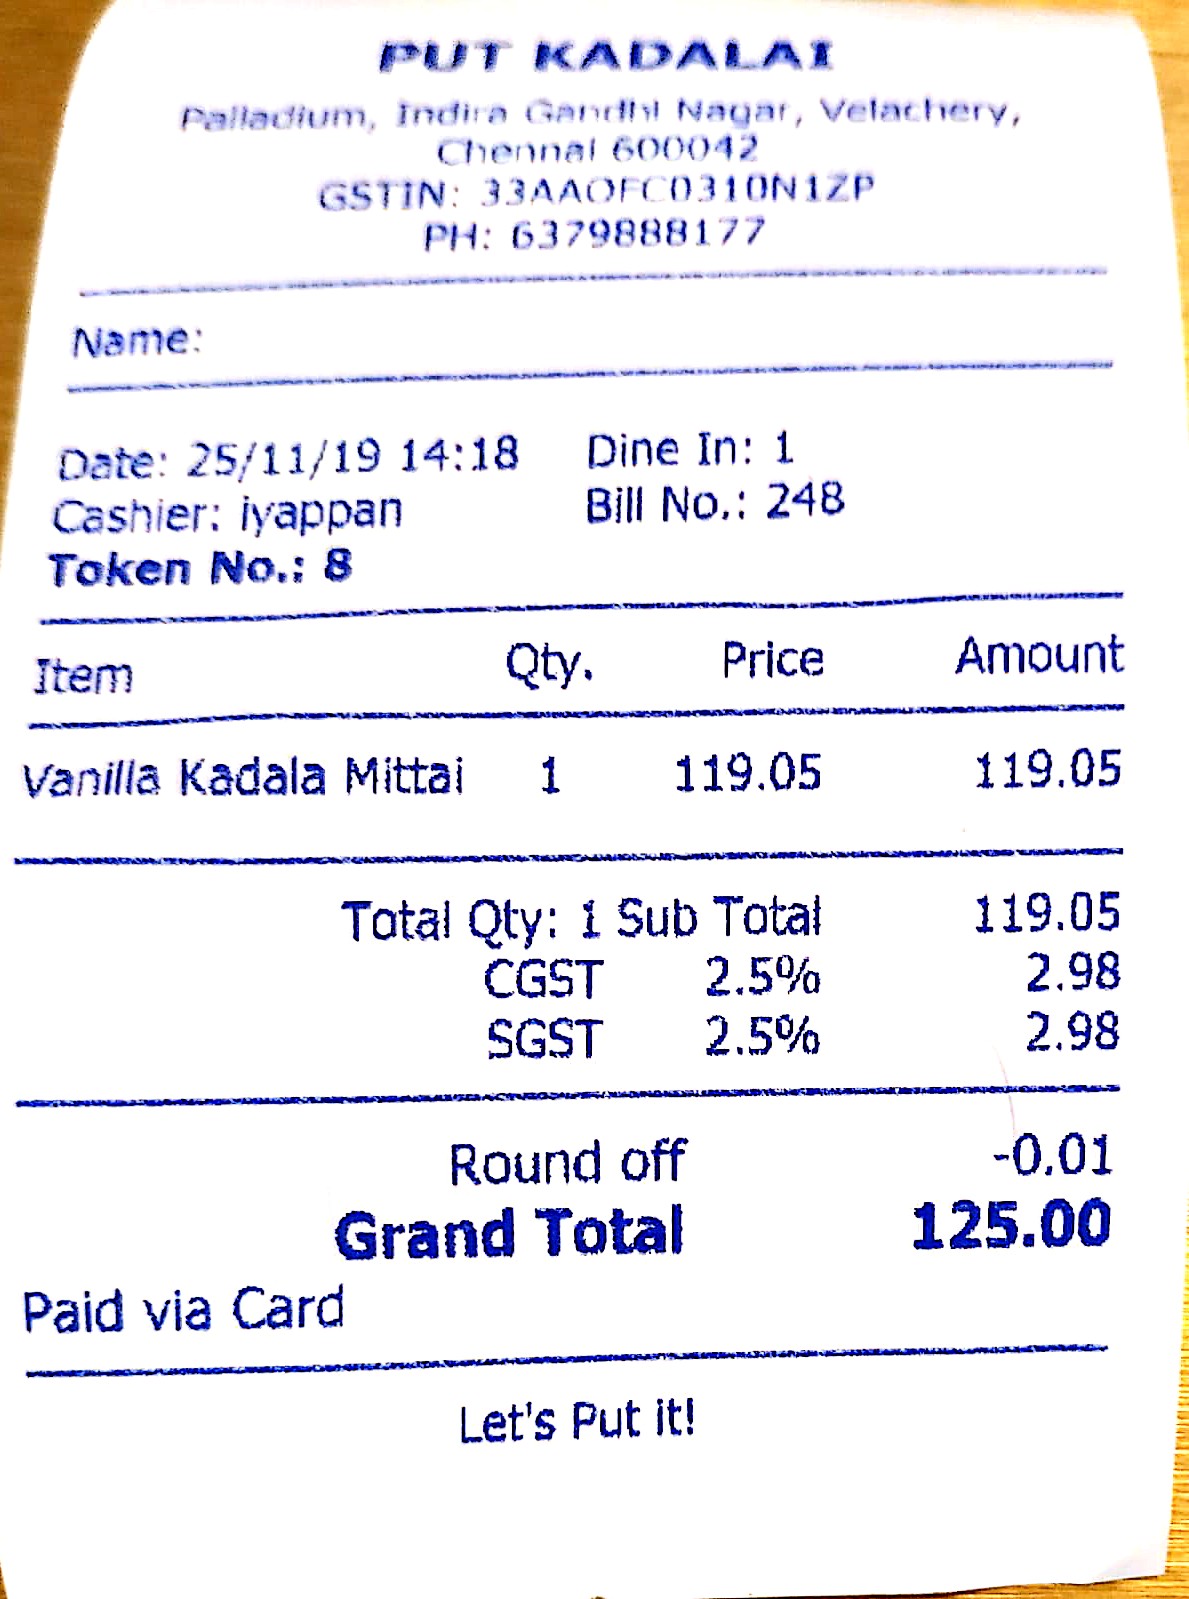 PUT KADALAI
Palladium, Indira Gandhi Nagar, Velachery,
Chennai 600042
GSTIN: 33AAOFC0310N1ZP
PH: 6379888177
Name:
Date: 25/11/19 14:18 Dine In: 1
Cashier: iyappan Bill No.: 248
Token No.: 8
Item Qty. Price Amount
Vanilla Kadala Mittai 1 119.05 119.05
Total Qty: 1 Sub Total 119.05
CGST 2.5% 2.98
SGST 2.5% 2.98
Round off -0.01
Grand Total 125.00
Paid via Card
Let's Put it!